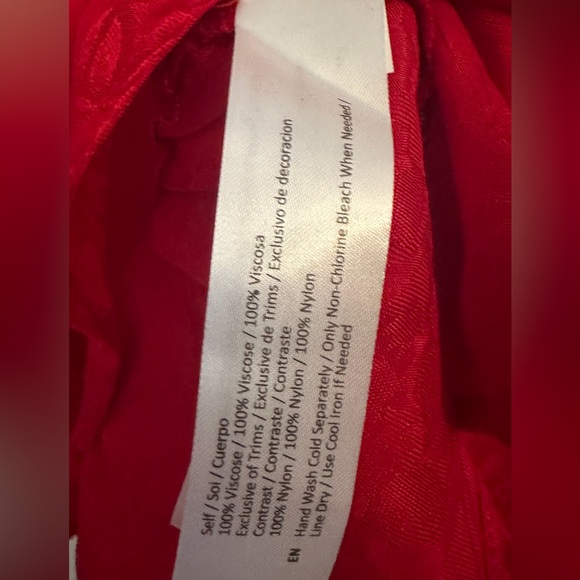 Self / Soi / Cuerpo
100% Viscose / 100% Viscose / 100% Viscosa
Exclusive of Trims / Exclusive de Trims / Exclusivo de decoracion
Contrast / Contraste / Contraste
100% Nylon / 100% Nylon / 100% Nylon
EN Hand Wash Cold Separately / Only Non-Chlorine Bleach When Needed /
Line Dry / Use Cool Iron If Needed